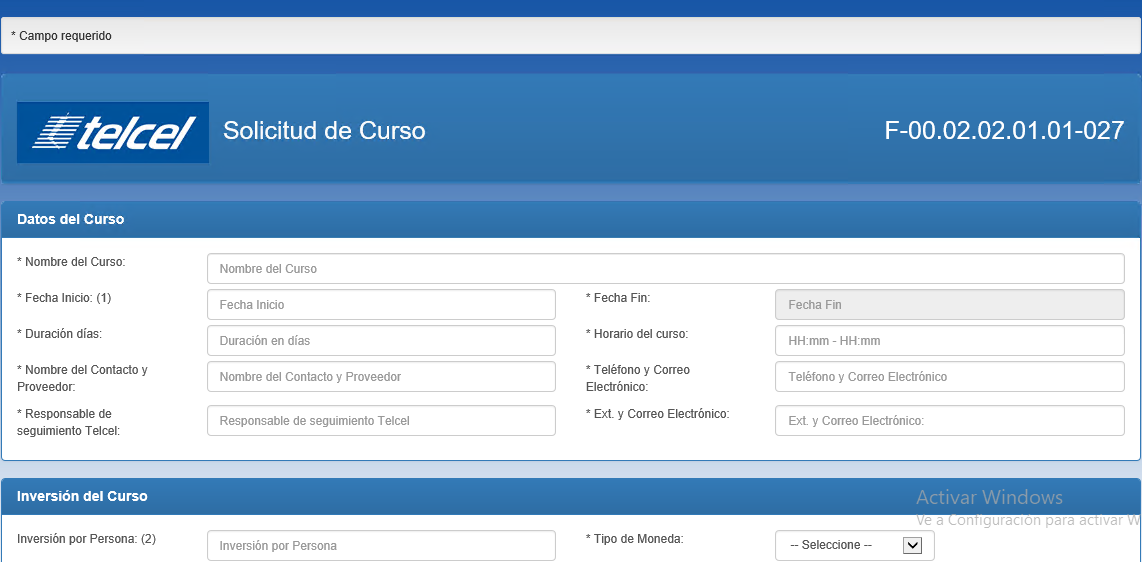 * Campo requerido
telcel Solicitud de Curso F-00.02.02.01.01-027
Datos del Curso
* Nombre del Curso: Nombre del Curso
* Fecha Inicio: (1) Fecha Inicio * Fecha Fin: Fecha Fin
* Duración días: Duración en días * Horario del curso: HH:mm - HH:mm
* Nombre del Contacto y Proveedor: Nombre del Contacto y Proveedor * Teléfono y Correo Electrónico: Teléfono y Correo Electrónico
* Responsable de seguimiento Telcel: Responsable de seguimiento Telcel * Ext. y Correo Electrónico: Ext. y Correo Electrónico:
Inversión del Curso
Activar Windows
Ve a Configuración para activar W
Inversión por Persona: (2) Inversión por Persona * Tipo de Moneda: -- Seleccione --